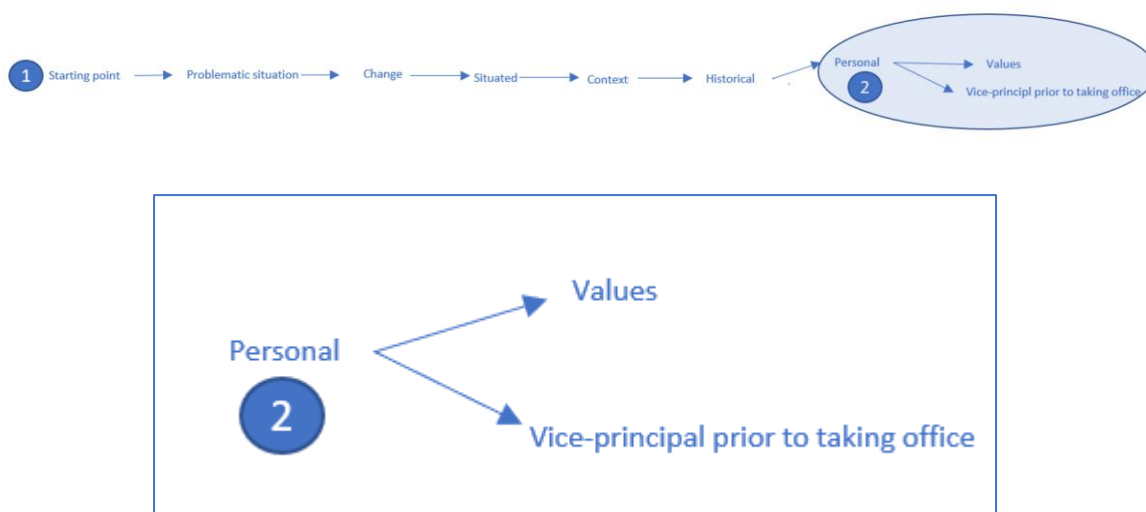 1 Starting point Problematic situation Change Situated Context Historical Personal Values
2 Vice-principl prior to taking office
Values
Personal
2
Vice-principal prior to taking office